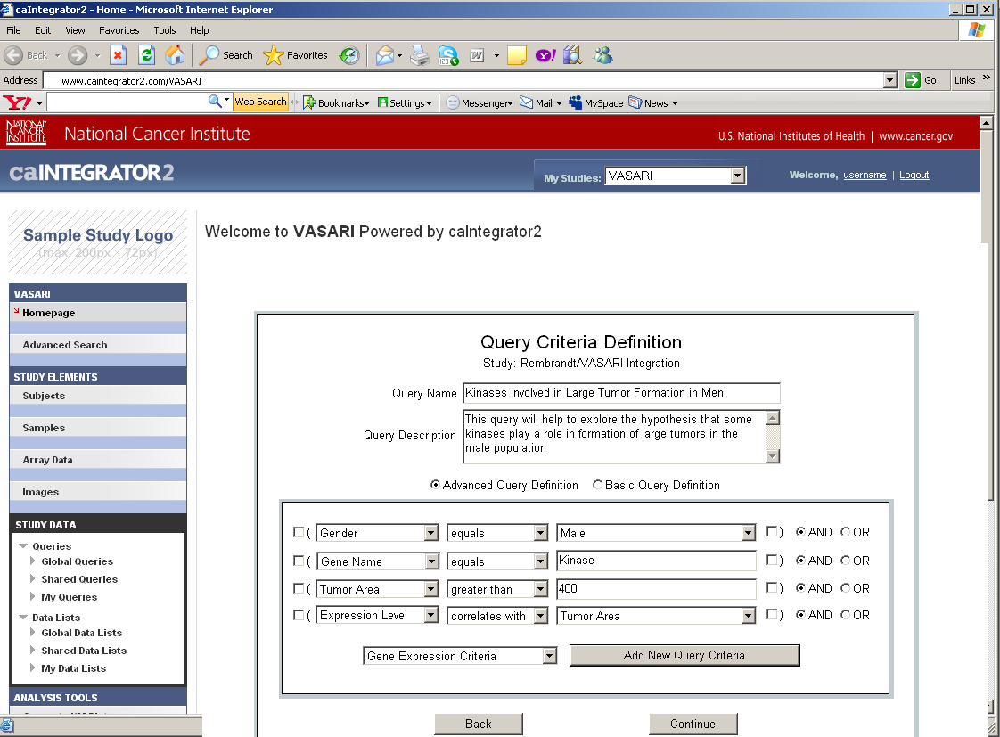 caIntegrator2 - Home - Microsoft Internet Explorer
File Edit View Favorites Tools Help
Back Search Favorites W
Address www.caintegrator2.com/VASARI Go Links »
Y! Web Search Bookmarks Settings Messenger Mail MySpace News
NATIONAL CANCER INSTITUTE National Cancer Institute U.S. National Institutes of Health | www.cancer.gov
caINTEGRATOR2 My Studies: VASARI Welcome, username | Logout
Sample Study Logo
(max. 200px × 72px)
Welcome to VASARI Powered by caIntegrator2
VASARI
Homepage
Advanced Search
STUDY ELEMENTS
Subjects
Samples
Array Data
Images
STUDY DATA
Queries
Global Queries
Shared Queries
My Queries
Data Lists
Global Data Lists
Shared Data Lists
My Data Lists
ANALYSIS TOOLS
Query Criteria Definition
Study: Rembrandt/VASARI Integration
Query Name Kinases Involved in Large Tumor Formation in Men
Query Description This query will help to explore the hypothesis that some
kinases play a role in formation of large tumors in the
male population
Advanced Query Definition Basic Query Definition
( Gender equals Male ) AND OR
( Gene Name equals Kinase ) AND OR
( Tumor Area greater than 400 ) AND OR
( Expression Level correlates with Tumor Area ) AND OR
Gene Expression Criteria Add New Query Criteria
Back Continue